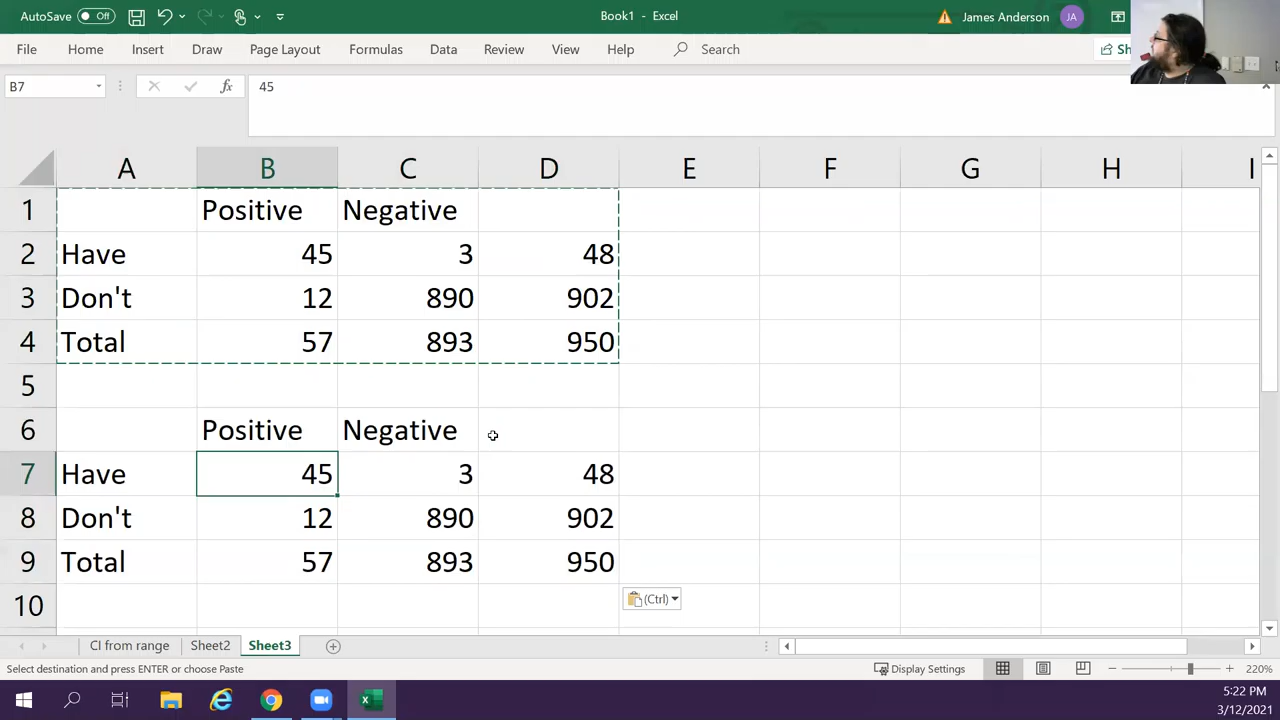 AutoSave Off
Book1 - Excel
James Anderson JA
File Home Insert Draw Page Layout Formulas Data Review View Help Search
B7 fx 45
A B C D E F G H I
1 Positive Negative
2 Have 45 3 48
3 Don't 12 890 902
4 Total 57 893 950
5
6 Positive Negative
7 Have 45 3 48
8 Don't 12 890 902
9 Total 57 893 950
10 (Ctrl)
CI from range Sheet2 Sheet3
Select destination and press ENTER or choose Paste Display Settings 220%
5:22 PM
3/12/2021